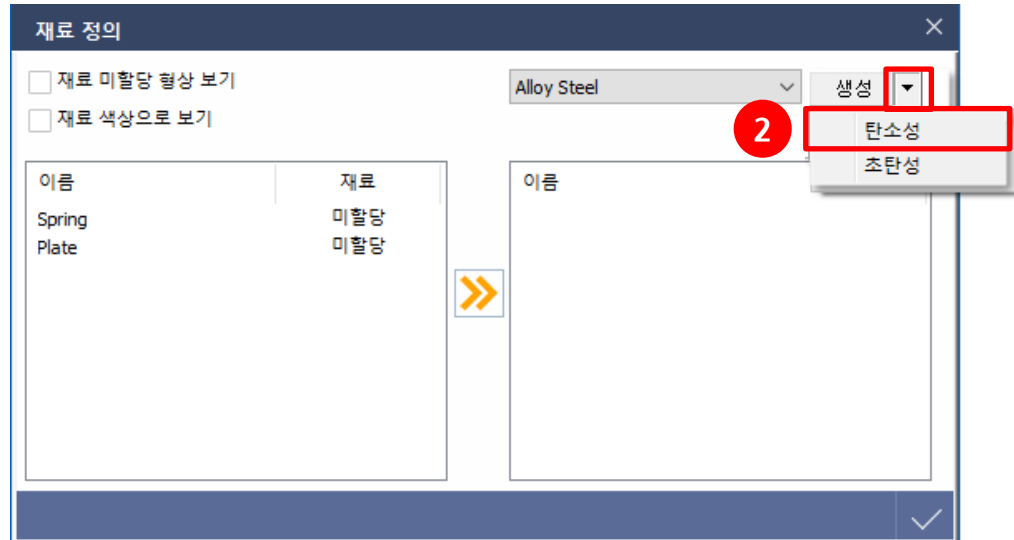 재료 정의
재료 미할당 형상 보기
재료 색상으로 보기
Alloy Steel
생성
2
탄소성
초탄성
이름 재료
Spring 미할당
Plate 미할당
이름